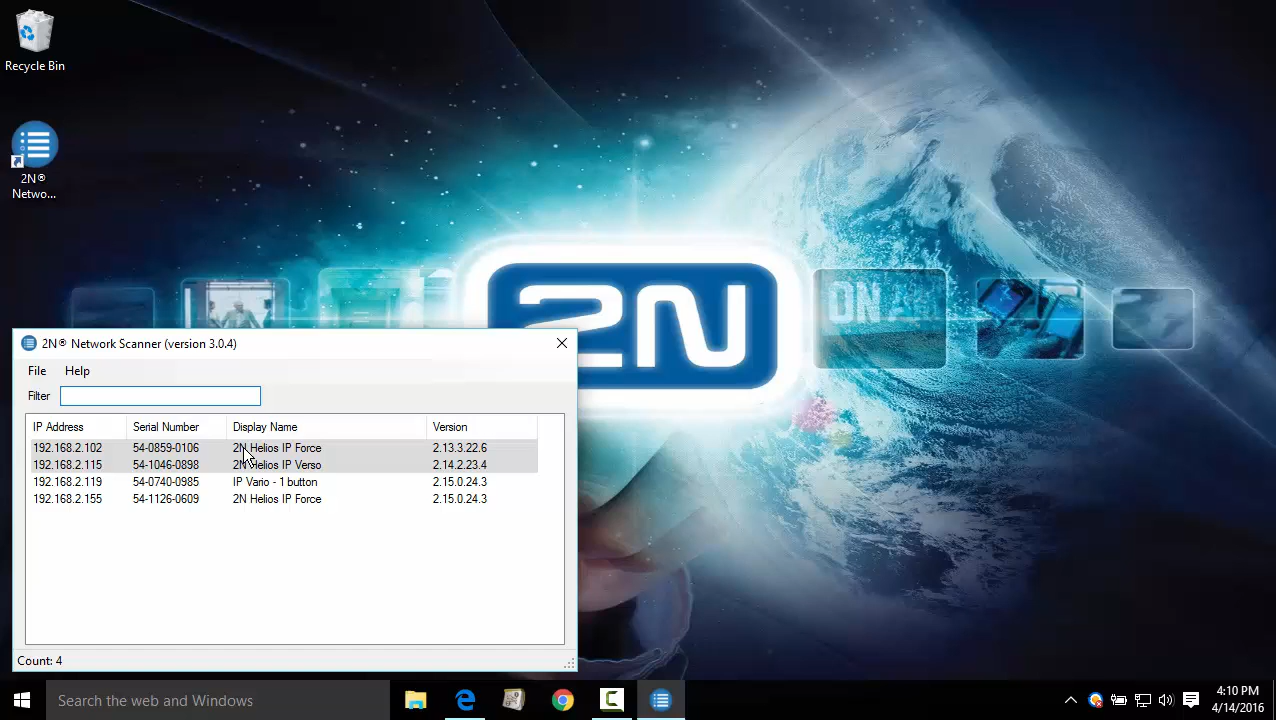 Recycle Bin
2N®
Netwo...
2N
ON A
2N® Network Scanner (version 3.0.4)
File Help
Filter
IP Address Serial Number Display Name Version
192.168.2.102 54-0859-0106 2N Helios IP Force 2.13.3.22.6
192.168.2.115 54-1046-0898 2N Helios IP Verso 2.14.2.23.4
192.168.2.119 54-0740-0985 IP Vario - 1 button 2.15.0.24.3
192.168.2.155 54-1126-0609 2N Helios IP Force 2.15.0.24.3
Count: 4
Search the web and Windows
4:10 PM
4/14/2016